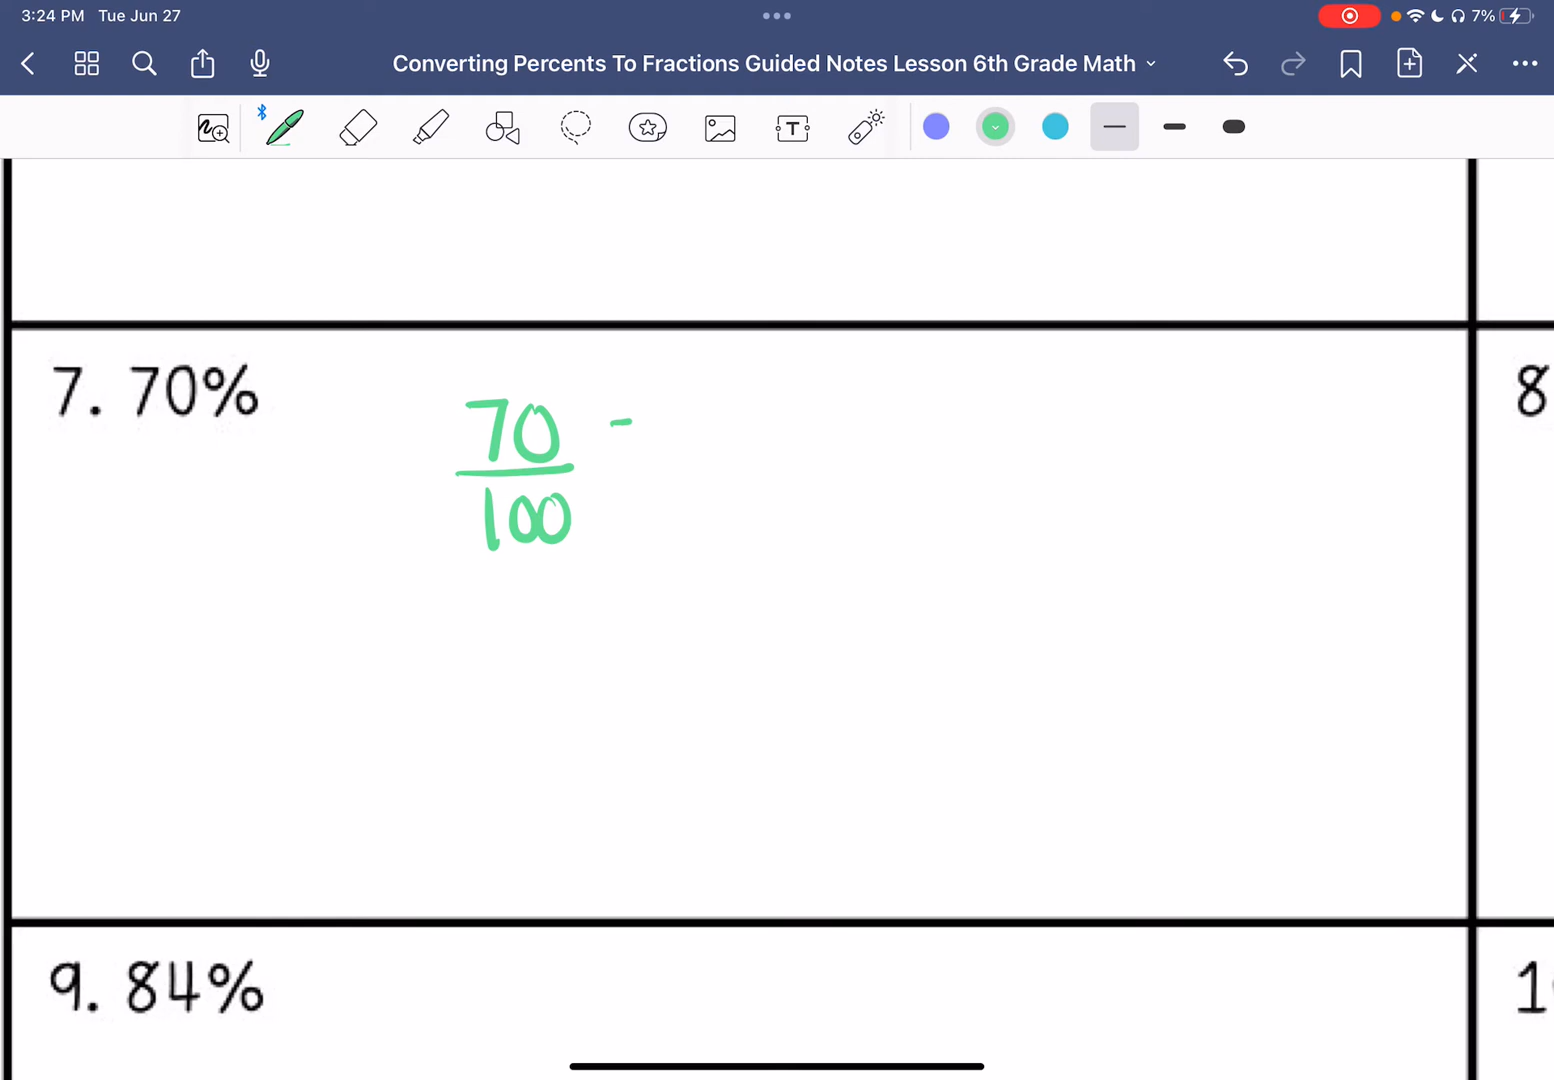 3:24 PM Tue Jun 27
7%
Converting Percents To Fractions Guided Notes Lesson 6th Grade Math
T
7. 70%
70
100
-
8
9. 84%
1